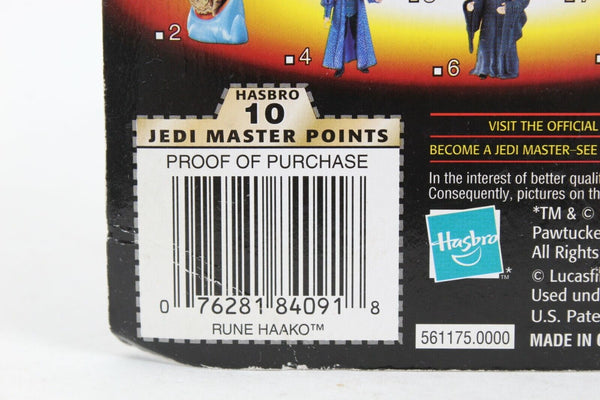 2
4
6
HASBRO
10
JEDI MASTER POINTS
PROOF OF PURCHASE
0 76281 84091 8
RUNE HAAKO™
VISIT THE OFFICIAL
BECOME A JEDI MASTER–SEE
In the interest of better quali
Consequently, pictures on th
Hasbro
™*
*TM & ©
Pawtucke
All Rights
© Lucasfi
Used und
U.S. Pate
561175.0000
MADE IN